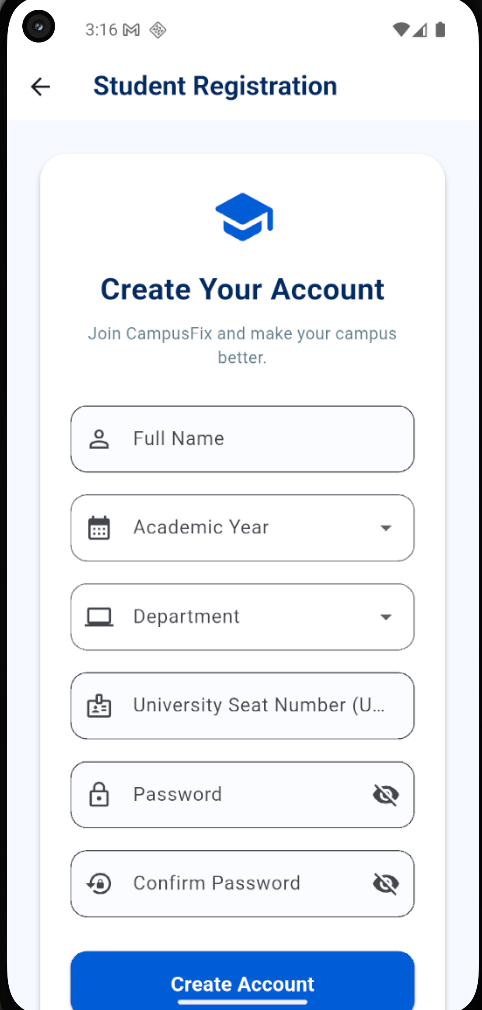 3:16
Student Registration
Create Your Account
Join CampusFix and make your campus
better.
Full Name
Academic Year
Department
University Seat Number (U...
Password
Confirm Password
Create Account